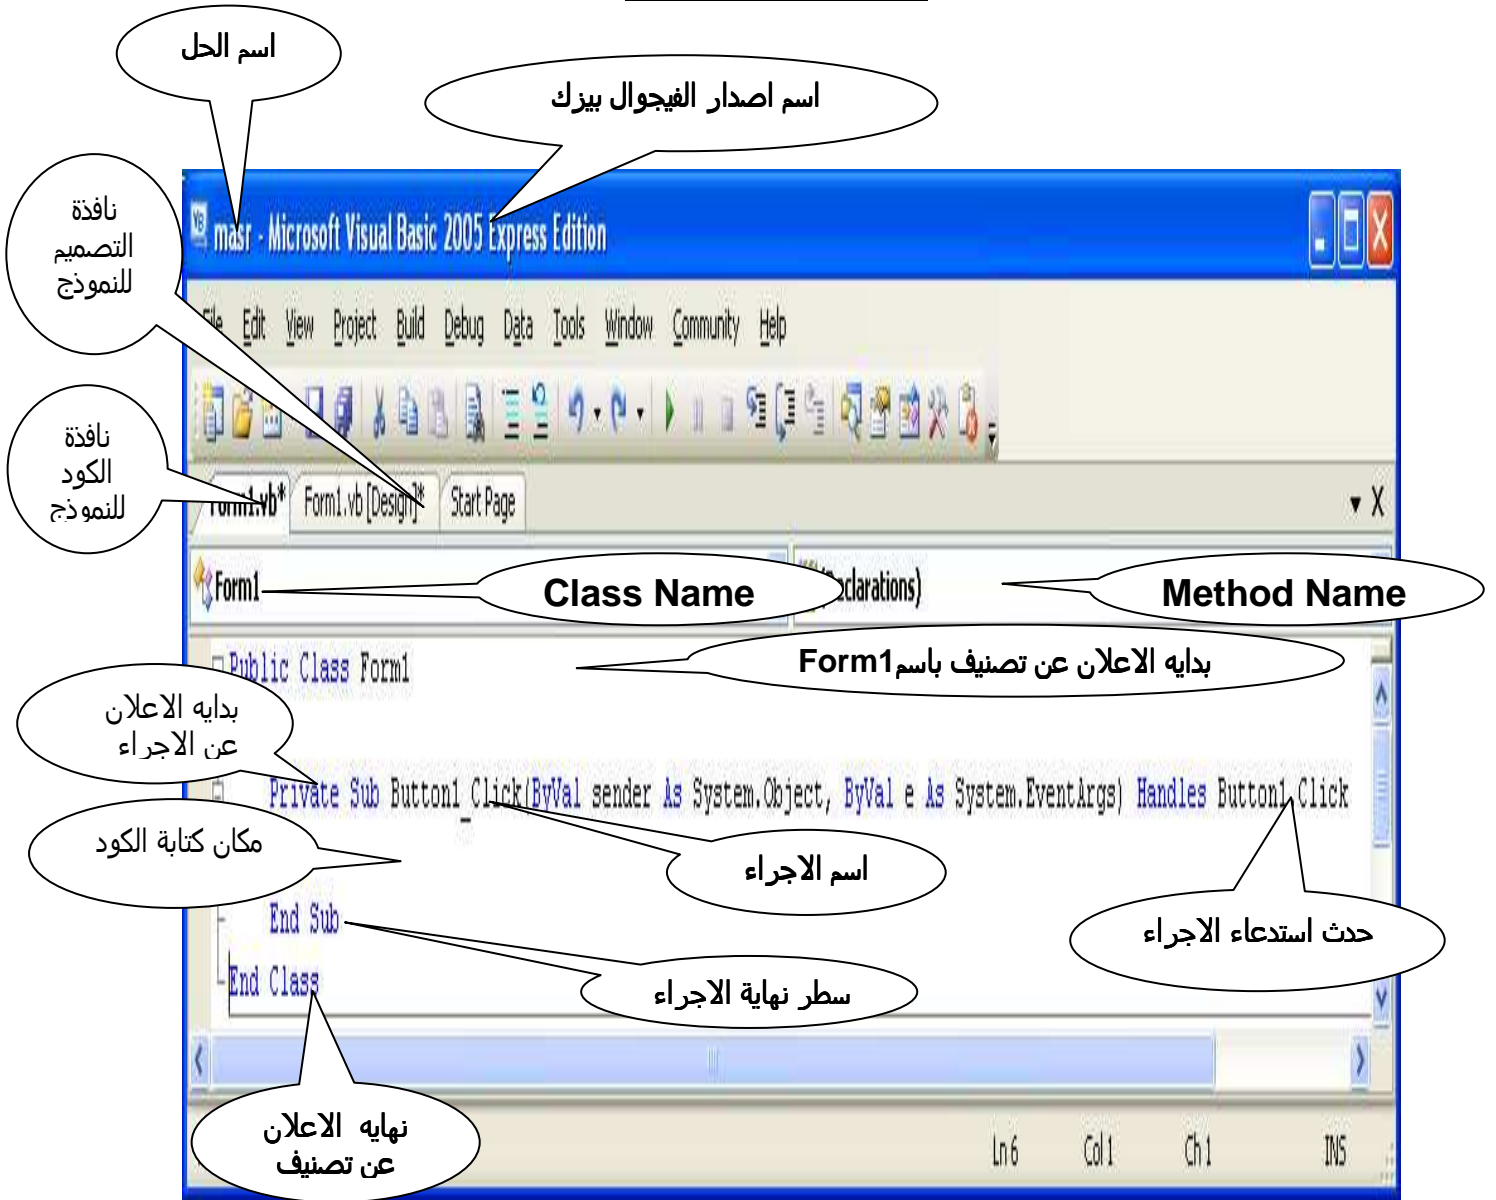 اسم الحل
اسم اصدار الفيجوال بيزك
نافذة
التصميم
للنموذج
masr - Microsoft Visual Basic 2005 Express Edition
File Edit View Project Build Debug Data Tools Window Community Help
نافذة
الكود
للنموذج
Form1.vb* Form1.vb [Design]* Start Page
Form1
Class Name
(Declarations)
Method Name
Public Class Form1
بدايه الاعلان عن تصنيف باسم Form1
بدايه الاعلان
عن الاجراء
Private Sub Button1_Click(ByVal sender As System.Object, ByVal e As System.EventArgs) Handles Button1.Click
مكان كتابة الكود
اسم الاجراء
حدث استدعاء الاجراء
End Sub
سطر نهاية الاجراء
End Class
نهايه الاعلان
عن تصنيف
Ln 6 Col 1 Ch 1 INS